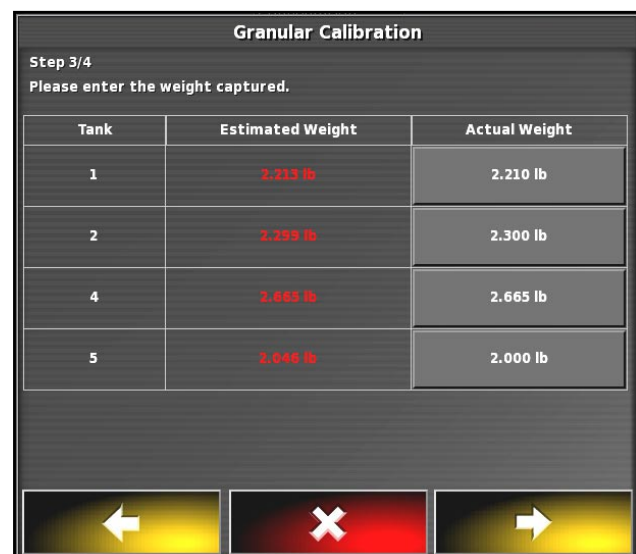 Granular Calibration
Step 3/4
Please enter the weight captured.
Tank Estimated Weight Actual Weight
1 2.213 lb 2.210 lb
2 2.299 lb 2.300 lb
4 2.665 lb 2.665 lb
5 2.046 lb 2.000 lb